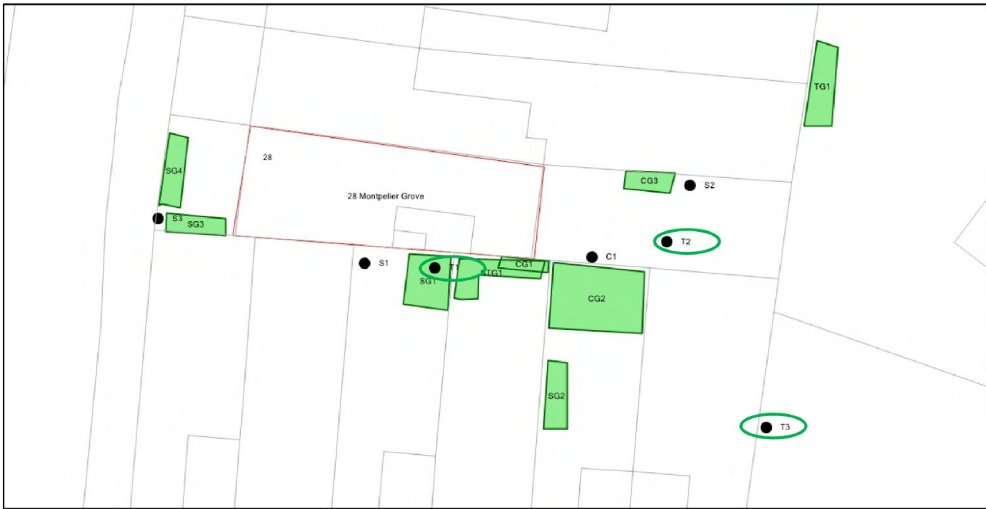 TG1
28
SG4
CG3
S2
28 Montpelier Grove
S3
SG3
T2
C1
S1
T1
CG1
TG1
SG1
CG2
SG2
T3